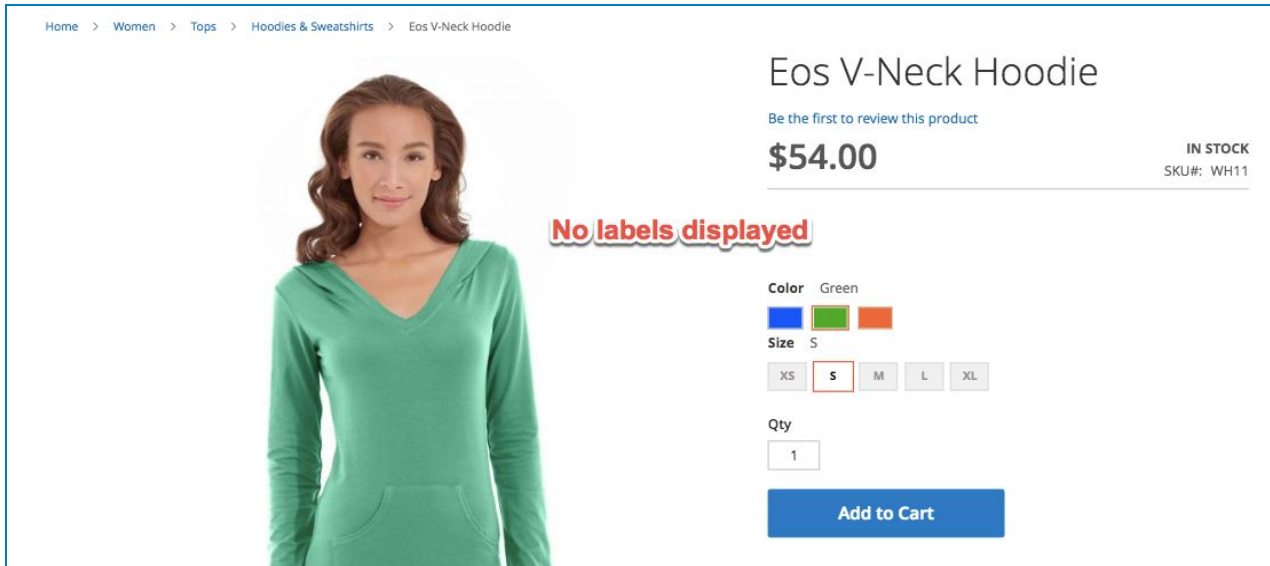 Home > Women > Tops > Hoodies & Sweatshirts > Eos V-Neck Hoodie
Eos V-Neck Hoodie
Be the first to review this product
$54.00
IN STOCK
SKU#: WH11
No labels displayed
Color Green
Size S
XS S M L XL
Qty
1
Add to Cart